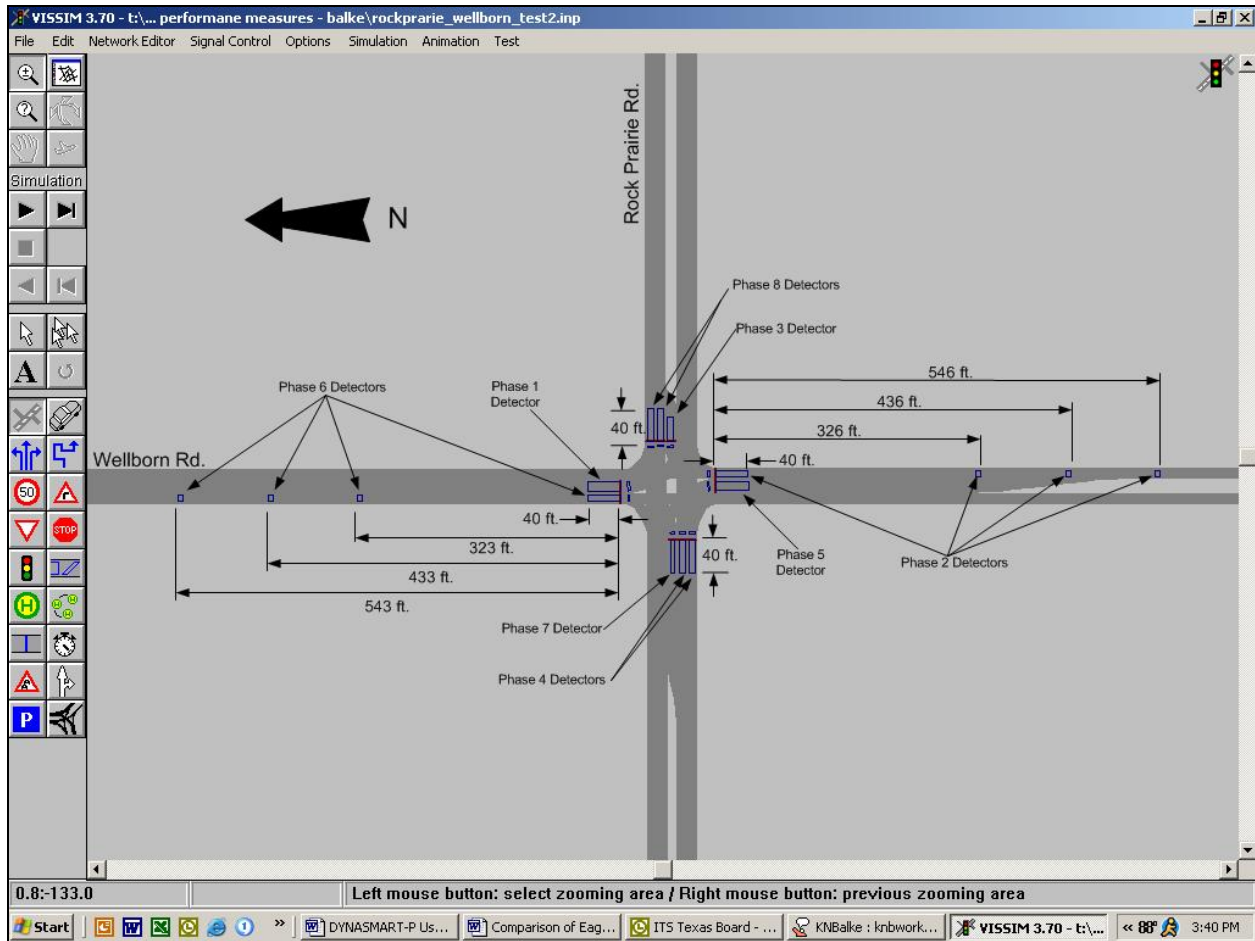 VISSIM 3.70 - t:\... performane measures - balke\rockprarie_wellborn_test2.inp
File Edit Network Editor Signal Control Options Simulation Animation Test
Simulation
Rock Prairie Rd.
N
Phase 8 Detectors
Phase 3 Detector
546 ft.
Phase 6 Detectors
Phase 1
Detector
436 ft.
40 ft.
326 ft.
Wellborn Rd.
40 ft.
50
STOP
40 ft.
323 ft.
40 ft.
Phase 5
Detector
Phase 2 Detectors
433 ft.
543 ft.
H
H
H
Phase 7 Detector
Phase 4 Detectors
A
P
0.8:-133.0
Left mouse button: select zooming area / Right mouse button: previous zooming area
Start
DYNASMART-P Us...
Comparison of Eag...
ITS Texas Board - ...
KNBalke : knbwork...
VISSIM 3.70 - t:\...
88°
3:40 PM